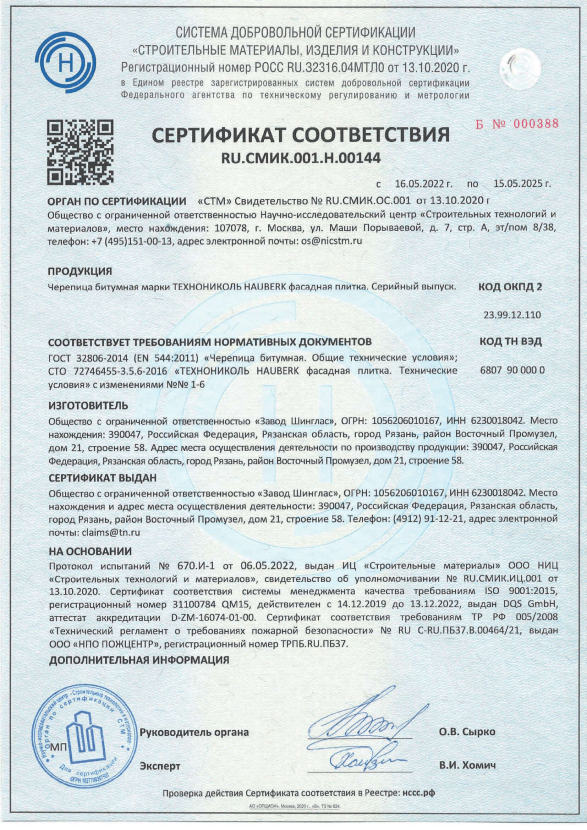 СИСТЕМА ДОБРОВОЛЬНОЙ СЕРТИФИКАЦИИ
«СТРОИТЕЛЬНЫЕ МАТЕРИАЛЫ, ИЗДЕЛИЯ И КОНСТРУКЦИИ»
Регистрационный номер РОСС RU.32316.04МТЛ0 от 13.10.2020 г.
в Едином реестре зарегистрированных систем добровольной сертификации
Федерального агентства по техническому регулированию и метрологии
Н
Б № 000388
СЕРТИФИКАТ СООТВЕТСТВИЯ
RU.СМИК.001.Н.00144
с 16.05.2022 г. по 15.05.2025 г.
ОРГАН ПО СЕРТИФИКАЦИИ «СТМ» Свидетельство № RU.СМИК.ОС.001 от 13.10.2020 г
Общество с ограниченной ответственностью Научно-исследовательский центр «Строительных технологий и
материалов», место нахождения: 107078, г. Москва, ул. Маши Порываевой, д. 7, стр. А, эт/пом 8/38,
телефон: +7 (495)151-00-13, адрес электронной почты: os@nicstm.ru
ПРОДУКЦИЯ
Черепица битумная марки ТЕХНОНИКОЛЬ HAUBERK фасадная плитка. Серийный выпуск.
КОД ОКПД 2
23.99.12.110
СООТВЕТСТВУЕТ ТРЕБОВАНИЯМ НОРМАТИВНЫХ ДОКУМЕНТОВ
КОД ТН ВЭД
ГОСТ 32806-2014 (EN 544:2011) «Черепица битумная. Общие технические условия»;
СТО 72746455-3.5.6-2016 «ТЕХНОНИКОЛЬ HAUBERK фасадная плитка. Технические
6807 90 000 0
условия» с изменениями №№ 1-6
ИЗГОТОВИТЕЛЬ
Общество с ограниченной ответственностью «Завод Шинглас», ОГРН: 1056206010167, ИНН 6230018042. Место
нахождения: 390047, Российская Федерация, Рязанская область, город Рязань, район Восточный Промузел,
дом 21, строение 58. Адрес места осуществления деятельности по производству продукции: 390047, Российская
Федерация, Рязанская область, город Рязань, район Восточный Промузел, дом 21, строение 58.
СЕРТИФИКАТ ВЫДАН
Общество с ограниченной ответственностью «Завод Шинглас», ОГРН: 1056206010167, ИНН 6230018042. Место
нахождения и адрес места осуществления деятельности: 390047, Российская Федерация, Рязанская область,
город Рязань, район Восточный Промузел, дом 21, строение 58. Телефон: (4912) 91-12-21, адрес электронной
почты: claims@tn.ru
НА ОСНОВАНИИ
Протокол испытаний № 670.И-1 от 06.05.2022, выдан ИЦ «Строительные материалы» ООО НИЦ
«Строительных технологий и материалов», свидетельство об уполномочивании № RU.СМИК.ИЦ.001 от
13.10.2020. Сертификат соответствия системы менеджмента качества требованиям ISO 9001:2015,
регистрационный номер 31100784 QM15, действителен с 14.12.2019 до 13.12.2022, выдан DQS GmbH,
аттестат аккредитации D-ZM-16074-01-00. Сертификат соответствия требованиям ТР РФ 005/2008
«Технический регламент о требованиях пожарной безопасности» № RU C-RU.ПБ37.В.00464/21, выдан
ООО «НПО ПОЖЦЕНТР», регистрационный номер ТРПБ.RU.ПБ37.
ДОПОЛНИТЕЛЬНАЯ ИНФОРМАЦИЯ
МП
Орган по сертификации СТМ
Для сертификации
Руководитель органа
О.В. Сырко
Эксперт
В.И. Хомич
Проверка действия Сертификата соответствия в Реестре: нссс.рф